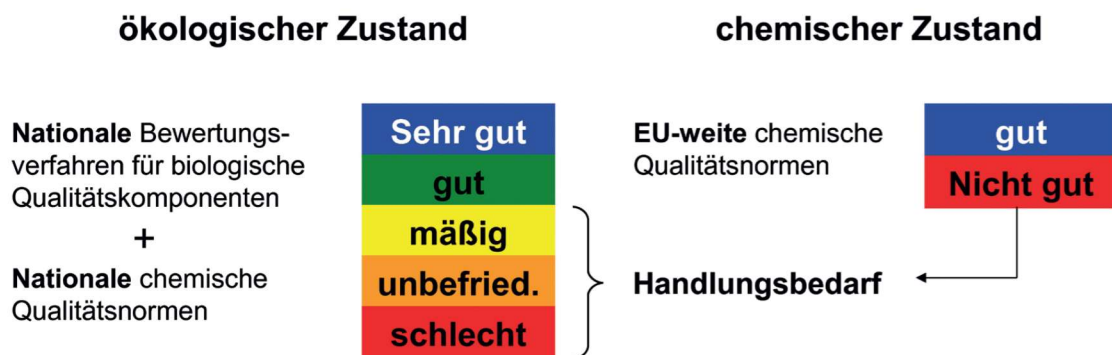 ökologischer Zustand
Nationale Bewertungs-
verfahren für biologische
Qualitätskomponenten
+
Nationale chemische
Qualitätsnormen
Sehr gut
gut
mäßig
unbefried.
schlecht
chemischer Zustand
EU-weite chemische
Qualitätsnormen
gut
Nicht gut
Handlungsbedarf